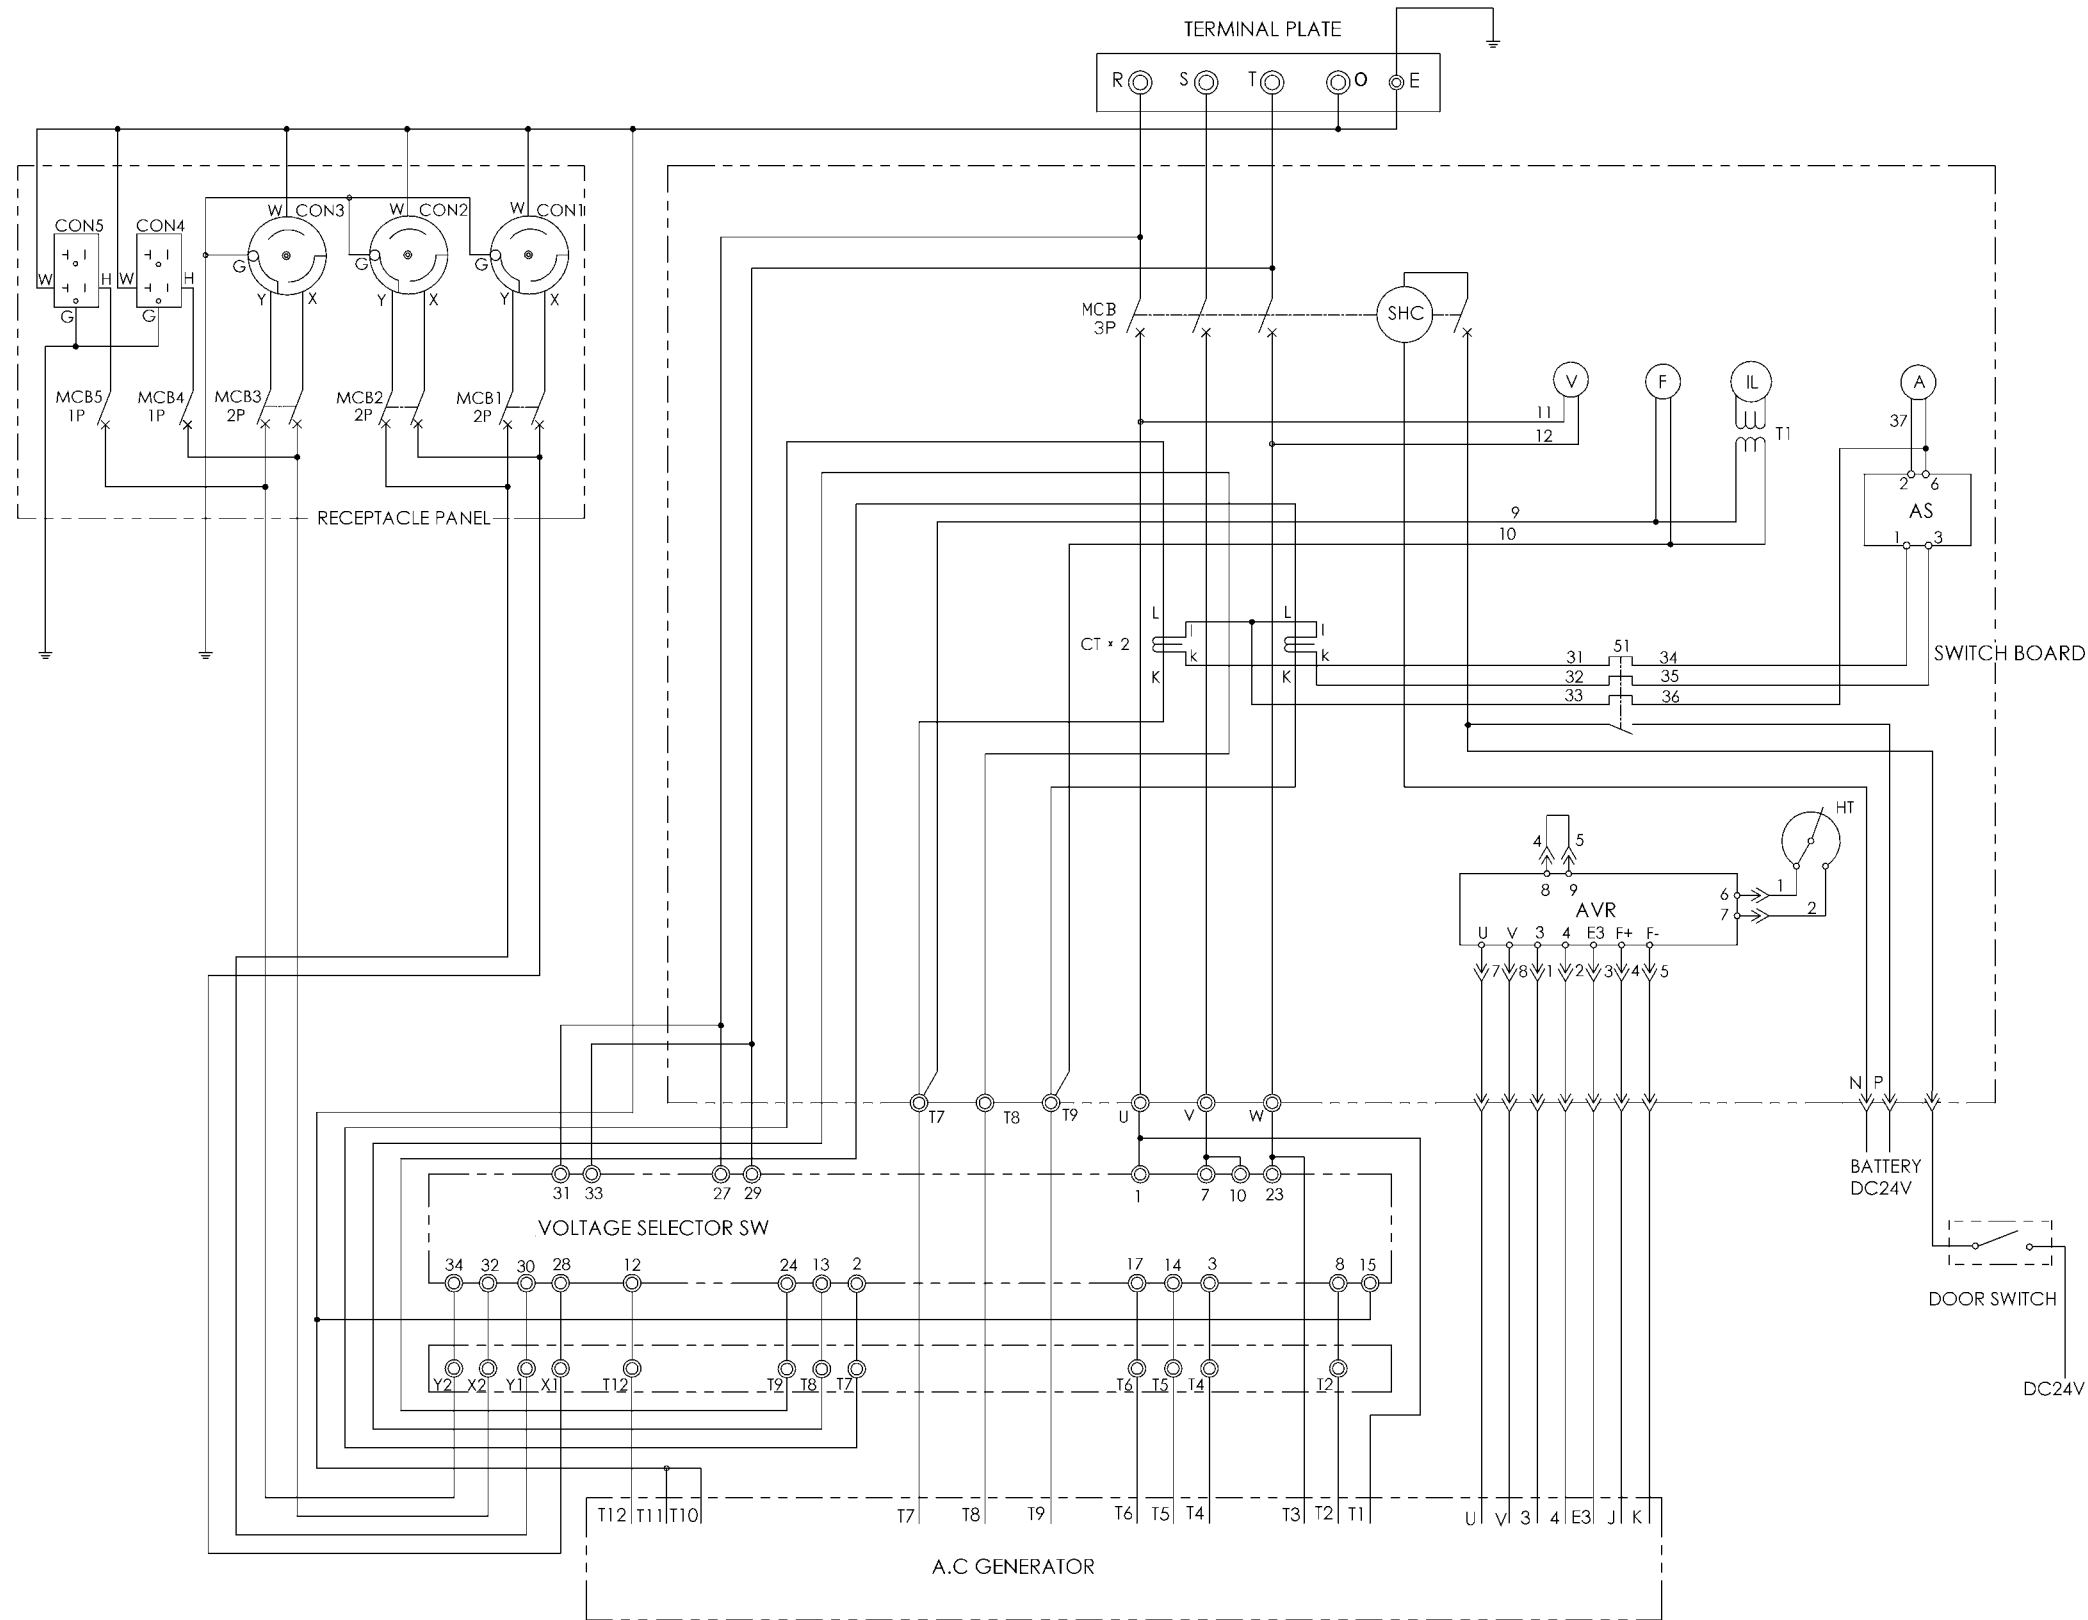 TERMINAL PLATE
R S T O E
W CON3 W CON2 W CON1
CON5 CON4
W H W H
G G G
G G
Y X Y X Y X
MCB5 1P
MCB4 1P
MCB3 2P
MCB2 2P
MCB1 2P
RECEPTACLE PANEL
MCB 3P
SHC
V F IL A
11
12
T1
37
2 6
AS
1 3
9
10
L L
l l
CT × 2
k k
K K
51
31 34
32 35
33 36
SWITCH BOARD
HT
4 5
8 9
AVR
6 1
7 2
U V 3 4 E3 F+ F-
7 8 1 2 3 4 5
N P
T7 T8 T9 U V W
BATTERY
DC24V
31 33 27 29 1 7 10 23
VOLTAGE SELECTOR SW
34 32 30 28 12 24 13 2 17 14 3 8 15
DOOR SWITCH
DC24V
Y2 X2 Y1 X1 T12 T9 T8 T7 T6 T5 T4 T2
T12 T11 T10 T7 T8 T9 T6 T5 T4 T3 T2 T1 U V 3 4 E3 J K
A.C GENERATOR